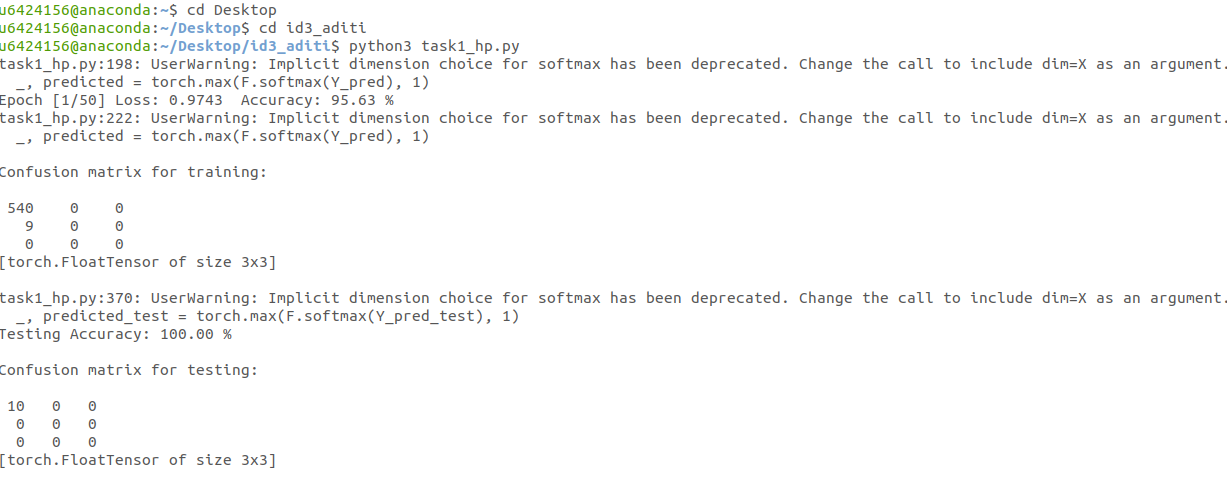 u6424156@anaconda:~$ cd Desktop
u6424156@anaconda:~/Desktop$ cd id3_aditi
u6424156@anaconda:~/Desktop/id3_aditi$ python3 task1_hp.py
task1_hp.py:198: UserWarning: Implicit dimension choice for softmax has been deprecated. Change the call to include dim=X as an argument.
  _, predicted = torch.max(F.softmax(Y_pred), 1)
Epoch [1/50] Loss: 0.9743  Accuracy: 95.63 %
task1_hp.py:222: UserWarning: Implicit dimension choice for softmax has been deprecated. Change the call to include dim=X as an argument.
  _, predicted = torch.max(F.softmax(Y_pred), 1)

Confusion matrix for training:

 540    0    0
   9    0    0
   0    0    0
[torch.FloatTensor of size 3x3]

task1_hp.py:370: UserWarning: Implicit dimension choice for softmax has been deprecated. Change the call to include dim=X as an argument.
  _, predicted_test = torch.max(F.softmax(Y_pred_test), 1)
Testing Accuracy: 100.00 %

Confusion matrix for testing:

 10   0   0
  0   0   0
  0   0   0
[torch.FloatTensor of size 3x3]